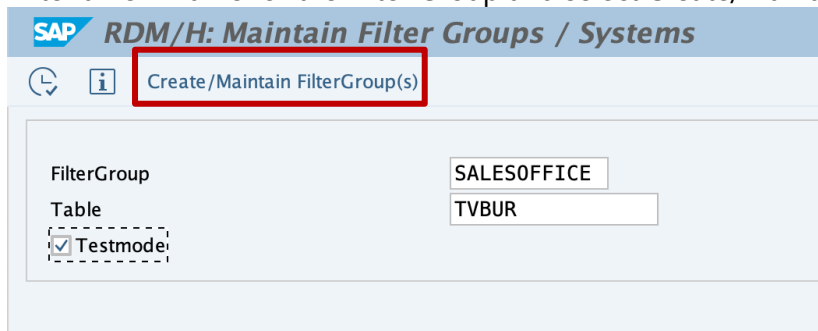 SAP RDM/H: Maintain Filter Groups / Systems
Create/Maintain FilterGroup(s)
FilterGroup SALESOFFICE
Table TVBUR
Testmode